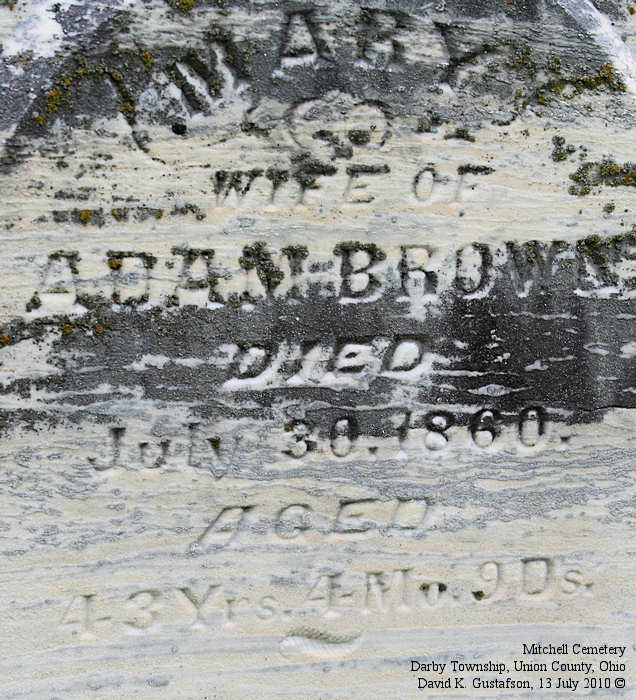 MARY
WIFE OF
ADAM BROWN
DIED
July 30. 1860.
AGED
43 Yrs. 4 Mo. 9 Ds.
Mitchell Cemetery
Darby Township, Union County, Ohio
David K. Gustafson, 13 July 2010 ©